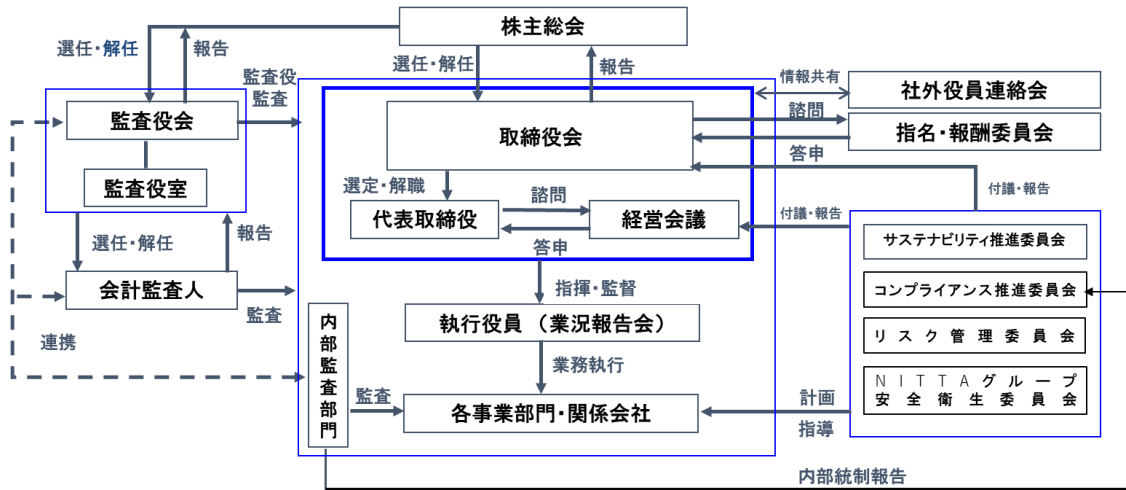 株主総会
選任・解任
報告
監査役
監査
選任・解任
報告
情報共有
社外役員連絡会
監査役会
取締役会
諮問
指名・報酬委員会
答申
監査役室
選定・解職
諮問
付議・報告
代表取締役
経営会議
付議・報告
答申
選任・解任
報告
サステナビリティ推進委員会
会計監査人
監査
指揮・監督
コンプライアンス推進委員会
執行役員（業況報告会）
リスク管理委員会
連携
内部監査部門
業務執行
NITTAグループ
安全衛生委員会
監査
各事業部門・関係会社
計画
指導
内部統制報告